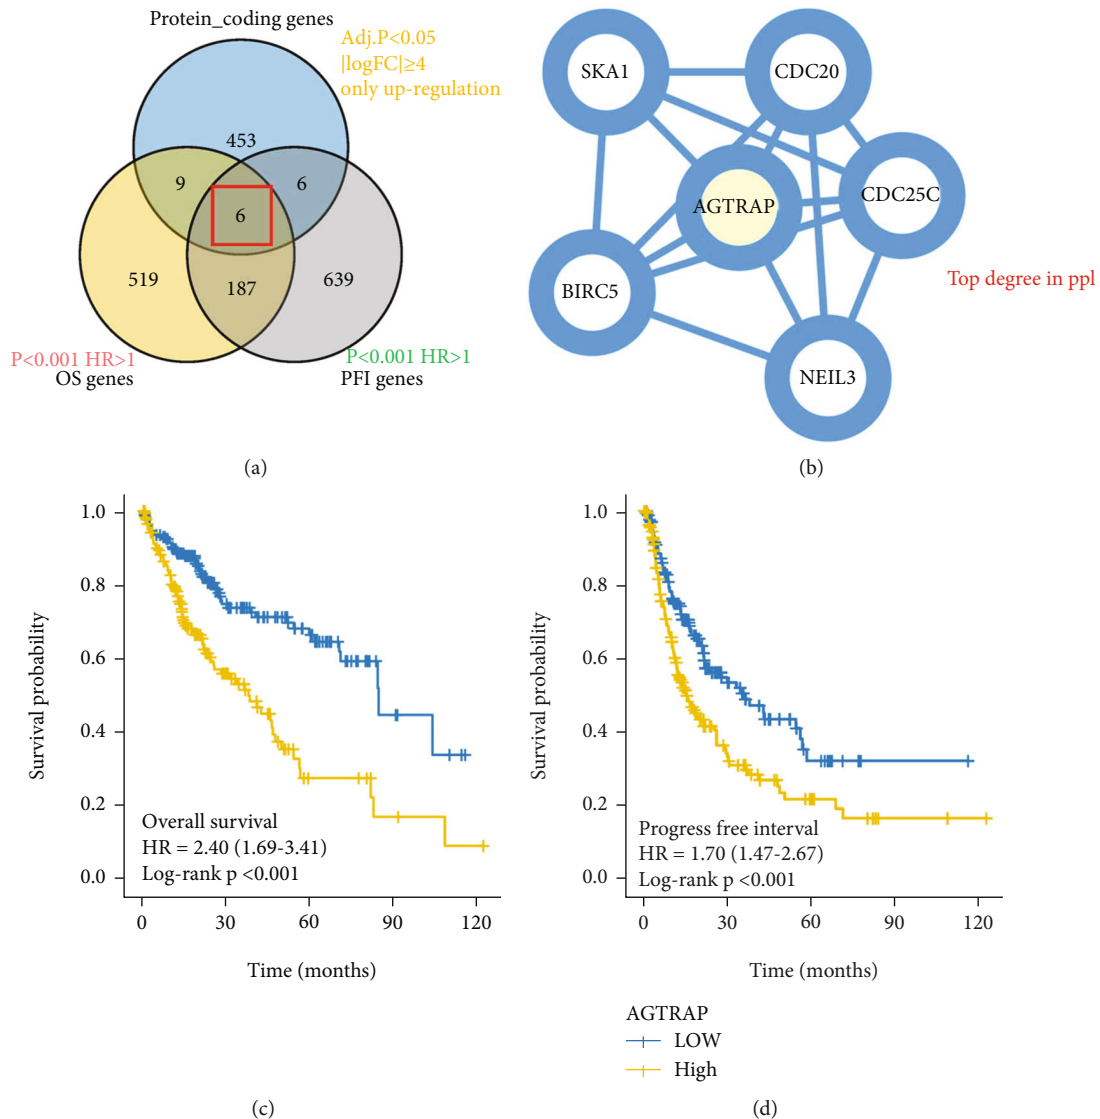 Protein_coding genes
Adj.P<0.05
|logFC|≥4
only up-regulation
453
9
6
6
519
187
639
P<0.001 HR>1
OS genes
P<0.001 HR>1
PFI genes
(a)
SKA1
CDC20
AGTRAP
CDC25C
BIRC5
NEIL3
Top degree in ppl
(b)
Survival probability
1.0
0.8
0.6
0.4
0.2
0.0
Overall survival
HR = 2.40 (1.69-3.41)
Log-rank p <0.001
0 30 60 90 120
Time (months)
(c)
Survival probability
1.0
0.8
0.6
0.4
0.2
0.0
Progress free interval
HR = 1.70 (1.47-2.67)
Log-rank p <0.001
0 30 60 90 120
Time (months)
AGTRAP
LOW
High
(d)